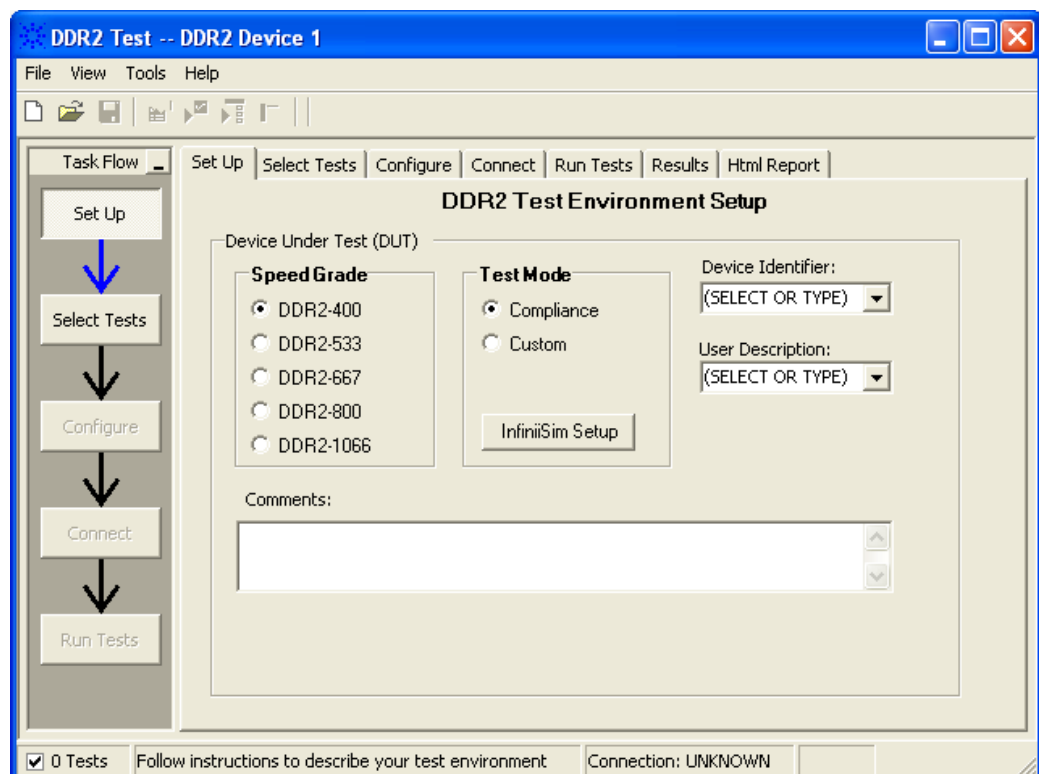 DDR2 Test -- DDR2 Device 1
File View Tools Help
Task Flow
Set Up
Select Tests
Configure
Connect
Run Tests
Set Up Select Tests Configure Connect Run Tests Results Html Report
DDR2 Test Environment Setup
Device Under Test (DUT)
Speed Grade
DDR2-400
DDR2-533
DDR2-667
DDR2-800
DDR2-1066
Test Mode
Compliance
Custom
InfiniiSim Setup
Device Identifier:
(SELECT OR TYPE)
User Description:
(SELECT OR TYPE)
Comments:
0 Tests Follow instructions to describe your test environment Connection: UNKNOWN